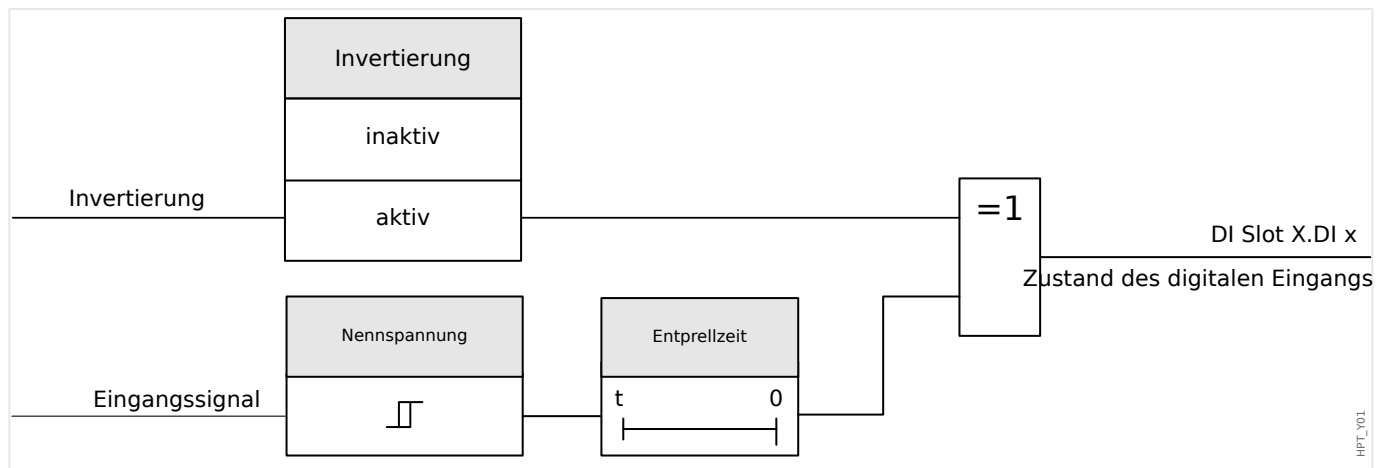 Invertierung
inaktiv
Invertierung
aktiv
=1
DI Slot X.DI x
Zustand des digitalen Eingangs
Nennspannung
Entprellzeit
Eingangssignal
t
0
HPT_Y01